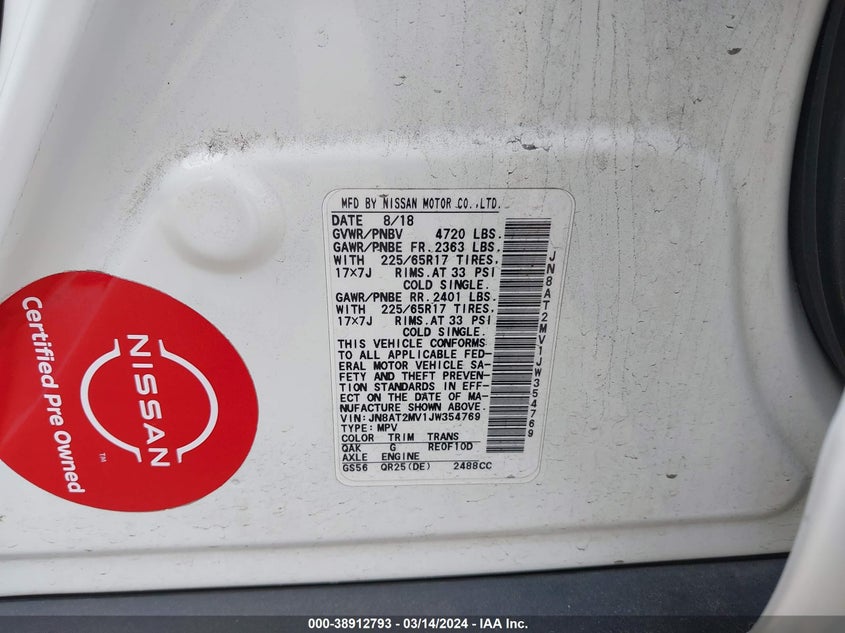 MFD BY NISSAN MOTOR CO.,LTD.
DATE 8/18
GVWR/PNBV 4720 LBS.
GAWR/PNBE FR. 2363 LBS.
WITH 225/65R17 TIRES,
17×7J RIMS.AT 33 PSI
COLD SINGLE.
GAWR/PNBE RR. 2401 LBS.
WITH 225/65R17 TIRES,
17×7J RIMS.AT 33 PSI
COLD SINGLE.
THIS VEHICLE CONFORMS
TO ALL APPLICABLE FED-
ERAL MOTOR VEHICLE SA-
FETY AND THEFT PREVEN-
TION STANDARDS IN EFF-
ECT ON THE DATE OF MA-
NUFACTURE SHOWN ABOVE.
VIN: JN8AT2MV1JW354769
TYPE: MPV
COLOR TRIM TRANS
QAK G RE0F10D
AXLE ENGINE
GS56 QR25(DE) 2488CC
JN8AT2MV1JW354769
NISSAN
TM
Certified Pre Owned
000-38912793 - 03/14/2024 - IAA Inc.